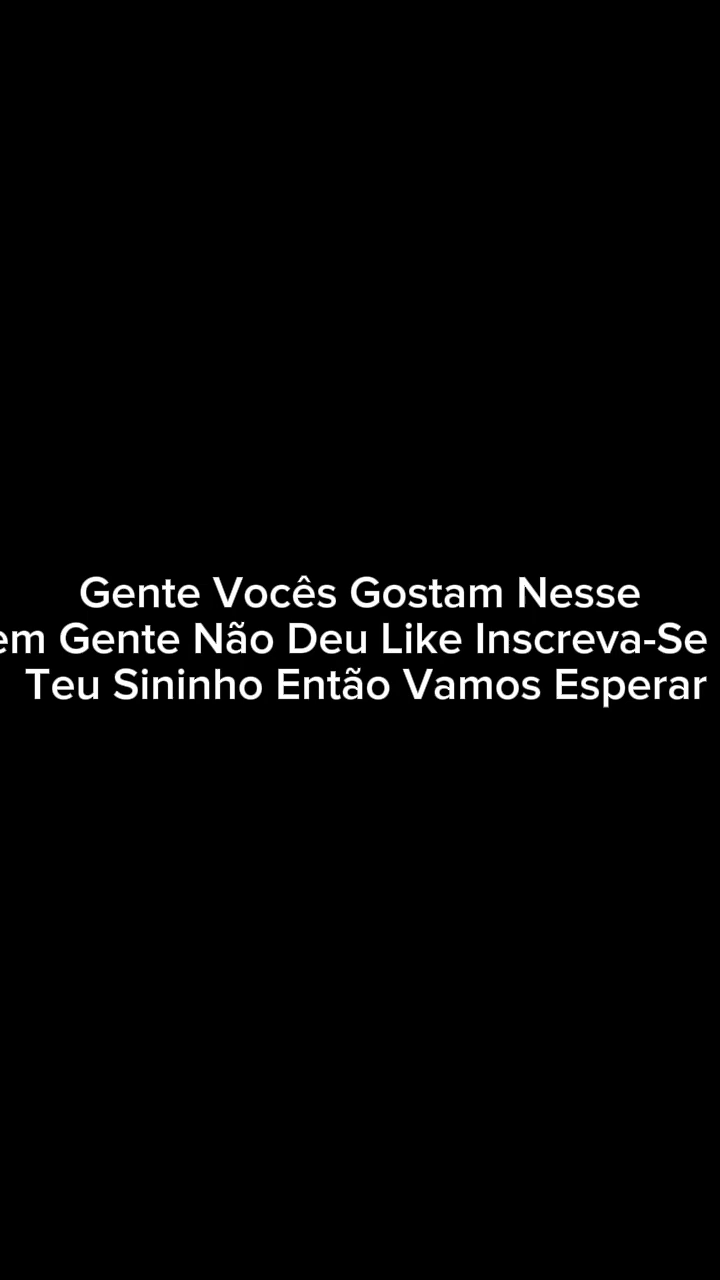 Gente Vocês Gostam Nesse
em Gente Não Deu Like Inscreva-Se
Teu Sininho Então Vamos Esperar